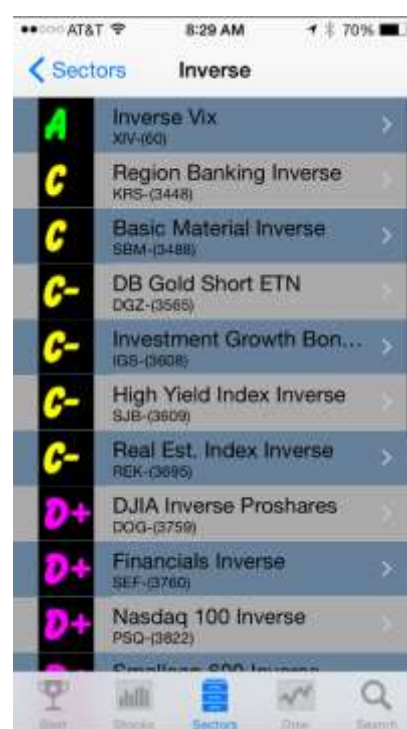 AT&T 8:29 AM 70%
Sectors Inverse
A Inverse Vix
XIV-(60)
C Region Banking Inverse
KRS-(3448)
C Basic Material Inverse
SBM-(3488)
C- DB Gold Short ETN
DGZ-(3565)
C- Investment Growth Bon...
IGS-(3608)
C- High Yield Index Inverse
SJB-(3609)
C- Real Est. Index Inverse
REK-(3695)
D+ DJIA Inverse Proshares
DOG-(3759)
D+ Financials Inverse
SEF-(3760)
D+ Nasdaq 100 Inverse
PSQ-(3822)
Stocks Sectors Search